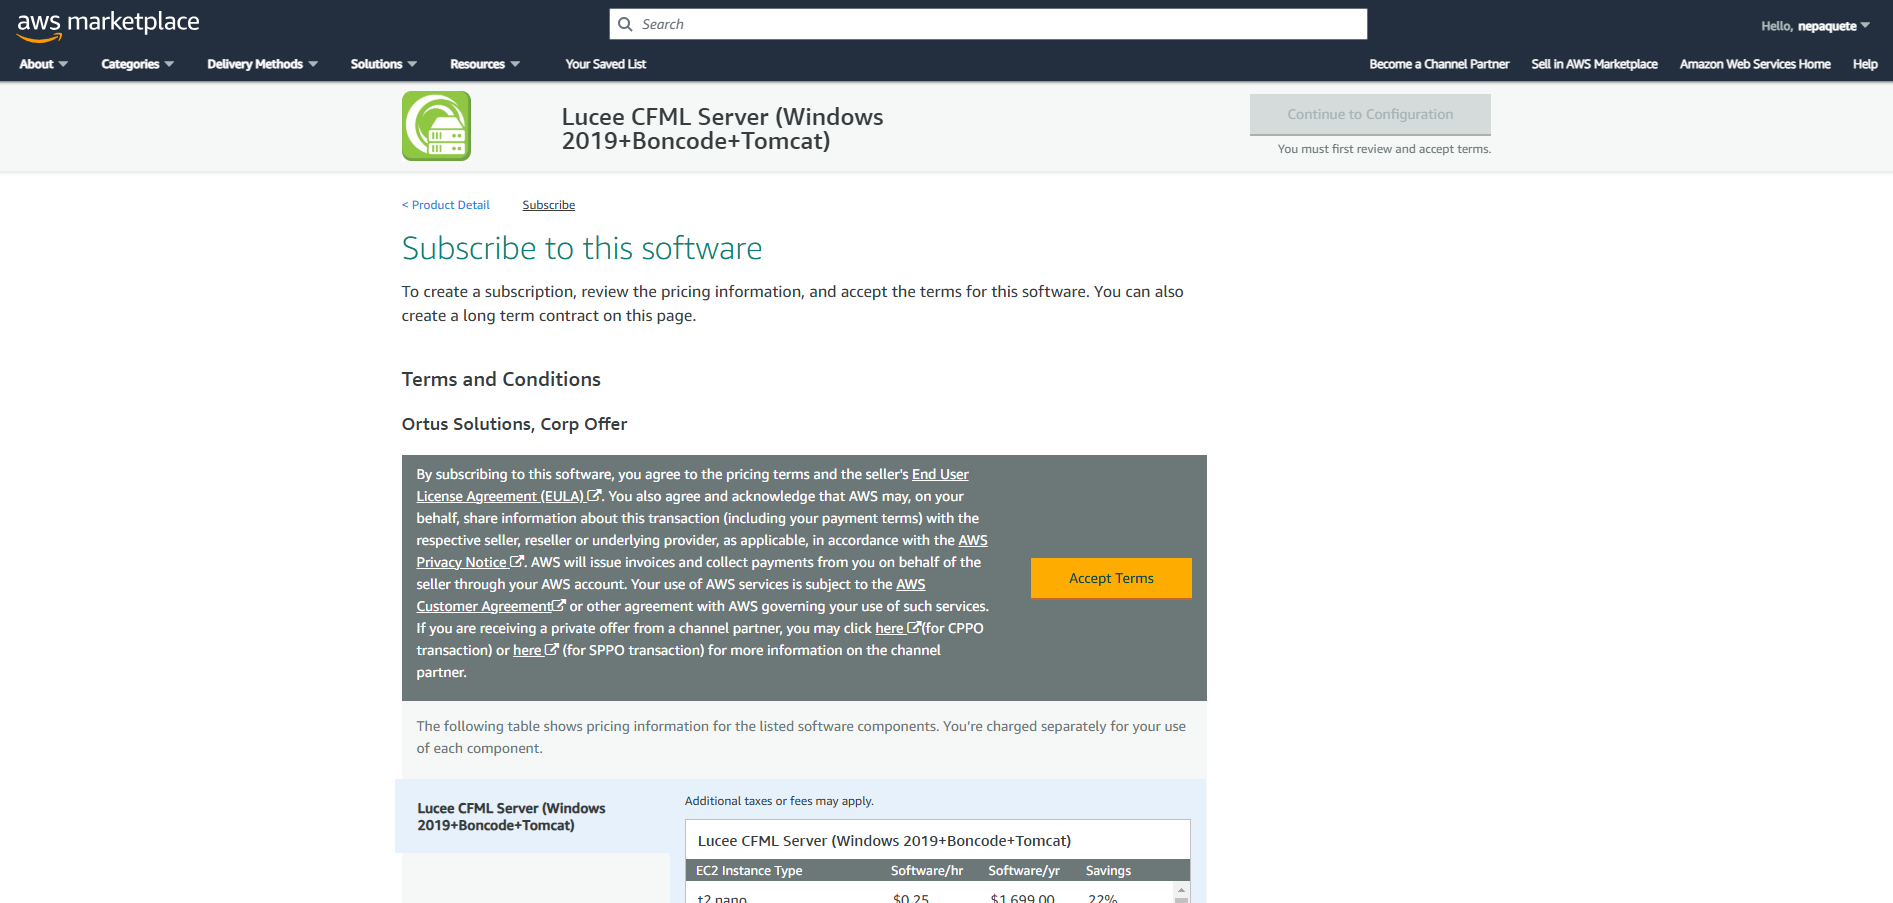 aws marketplace
Search
Hello, nepaquete
About
Categories
Delivery Methods
Solutions
Resources
Your Saved List
Become a Channel Partner
Sell in AWS Marketplace
Amazon Web Services Home
Help
Lucee CFML Server (Windows
2019+Boncode+Tomcat)
Continue to Configuration
You must first review and accept terms.
< Product Detail
Subscribe
Subscribe to this software
To create a subscription, review the pricing information, and accept the terms for this software. You can also
create a long term contract on this page.
Terms and Conditions
Ortus Solutions, Corp Offer
By subscribing to this software, you agree to the pricing terms and the seller's End User
License Agreement (EULA) . You also agree and acknowledge that AWS may, on your
behalf, share information about this transaction (including your payment terms) with the
respective seller, reseller or underlying provider, as applicable, in accordance with the AWS
Privacy Notice . AWS will issue invoices and collect payments from you on behalf of the
seller through your AWS account. Your use of AWS services is subject to the AWS
Customer Agreement or other agreement with AWS governing your use of such services.
If you are receiving a private offer from a channel partner, you may click here (for CPPO
transaction) or here (for SPPO transaction) for more information on the channel
partner.
Accept Terms
The following table shows pricing information for the listed software components. You’re charged separately for your use
of each component.
Lucee CFML Server (Windows
2019+Boncode+Tomcat)
Additional taxes or fees may apply.
Lucee CFML Server (Windows 2019+Boncode+Tomcat)
EC2 Instance Type Software/hr Software/yr Savings
t2.nano $0.25 $1,699.00 22%